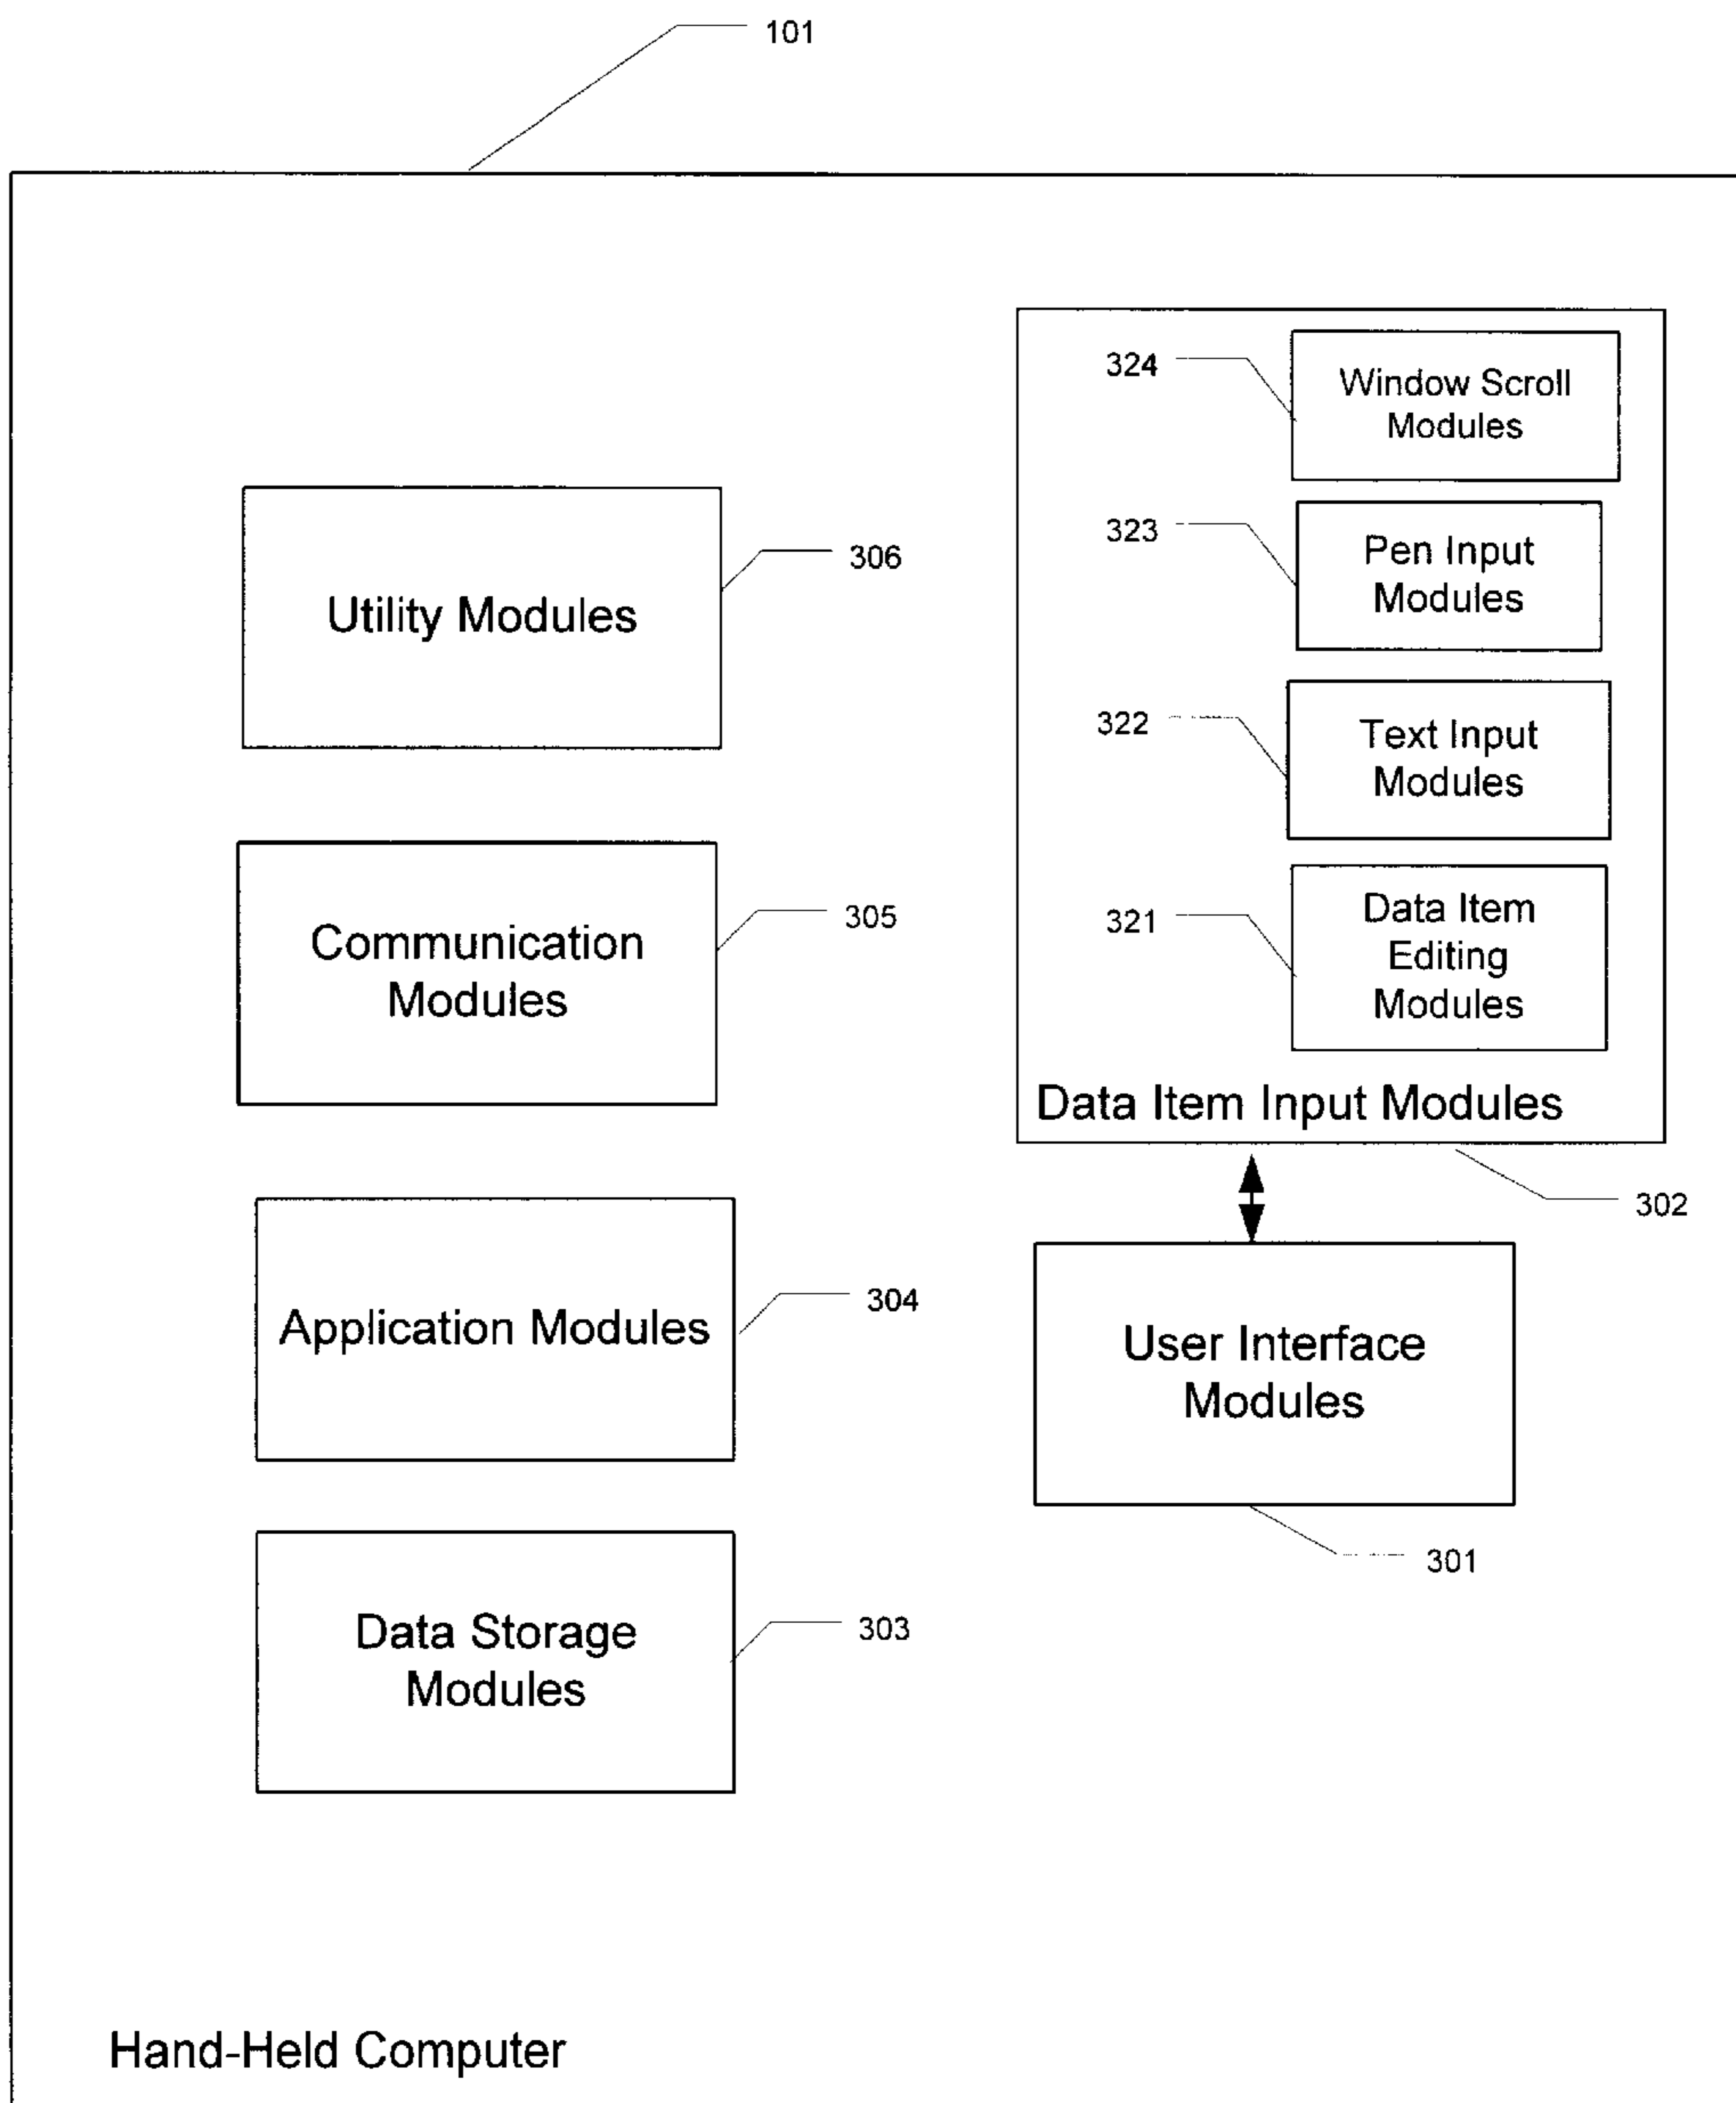 101
324
Window Scroll
Modules
323
Pen Input
Modules
306
Utility Modules
322
Text Input
Modules
305
Communication
Modules
321
Data Item
Editing
Modules
Data Item Input Modules
302
304
Application Modules
User Interface
Modules
301
303
Data Storage
Modules
Hand-Held Computer